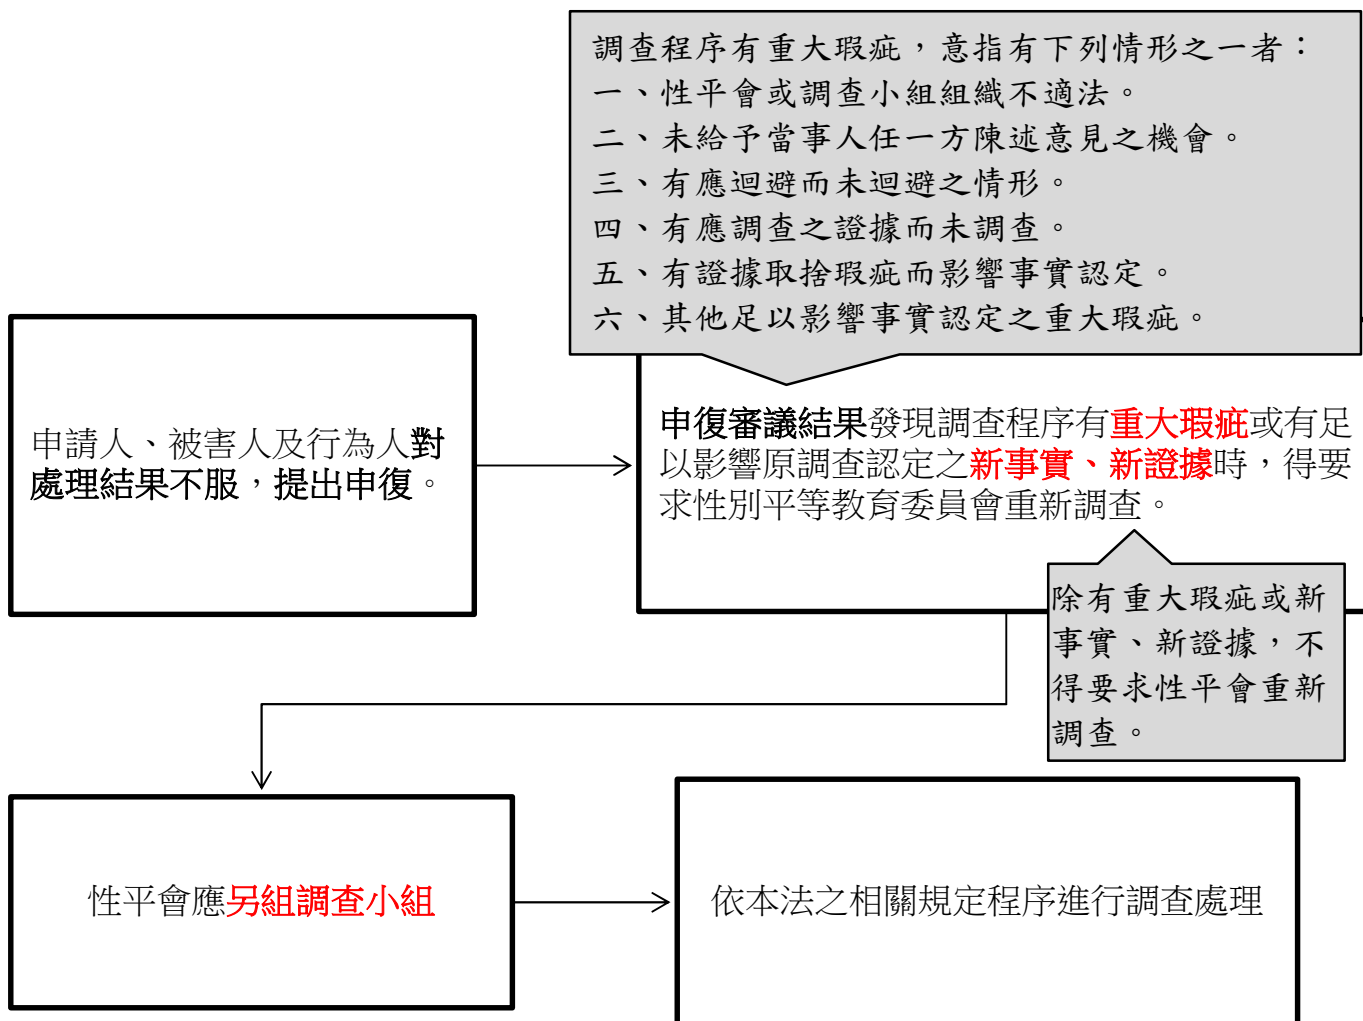 調查程序有重大瑕疵，意指有下列情形之一者：
一、性平會或調查小組組織不適法。
二、未給予當事人任一方陳述意見之機會。
三、有應迴避而未迴避之情形。
四、有應調查之證據而未調查。
五、有證據取捨瑕疵而影響事實認定。
六、其他足以影響事實認定之重大瑕疵。
申請人、被害人及行為人對
處理結果不服，提出申復。
申復審議結果發現調查程序有重大瑕疵或有足
以影響原調查認定之新事實、新證據時，得要
求性別平等教育委員會重新調查。
除有重大瑕疵或新
事實、新證據，不
得要求性平會重新
調查。
性平會應另組調查小組
依本法之相關規定程序進行調查處理